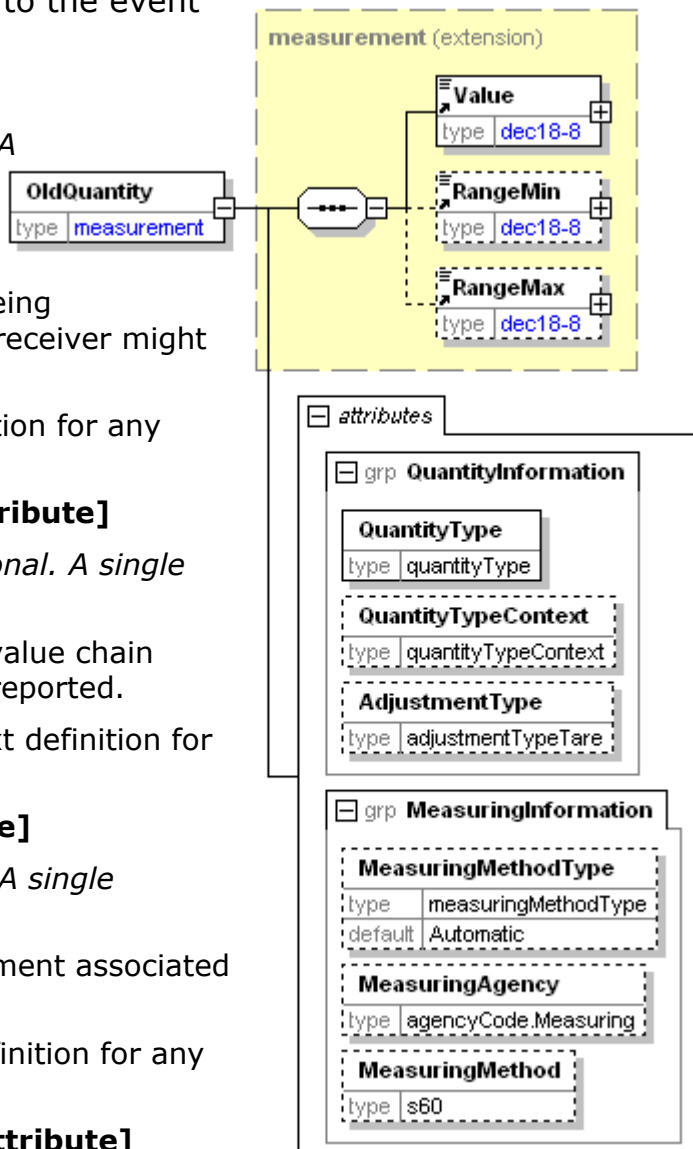 to the event
A
eing
receiver might
tion for any
ribute]
onal. A single
value chain
reported.
xt definition for
e]
A single
ment associated
finition for any
ttribute]
measurement (extension)
Value
type dec18-8
OldQuantity
type measurement
RangeMin
type dec18-8
RangeMax
type dec18-8
attributes
grp QuantityInformation
QuantityType
type quantityType
QuantityTypeContext
type quantityTypeContext
AdjustmentType
type adjustmentTypeTare
grp MeasuringInformation
MeasuringMethodType
type measuringMethodType
default Automatic
MeasuringAgency
type agencyCode.Measuring
MeasuringMethod
type s60